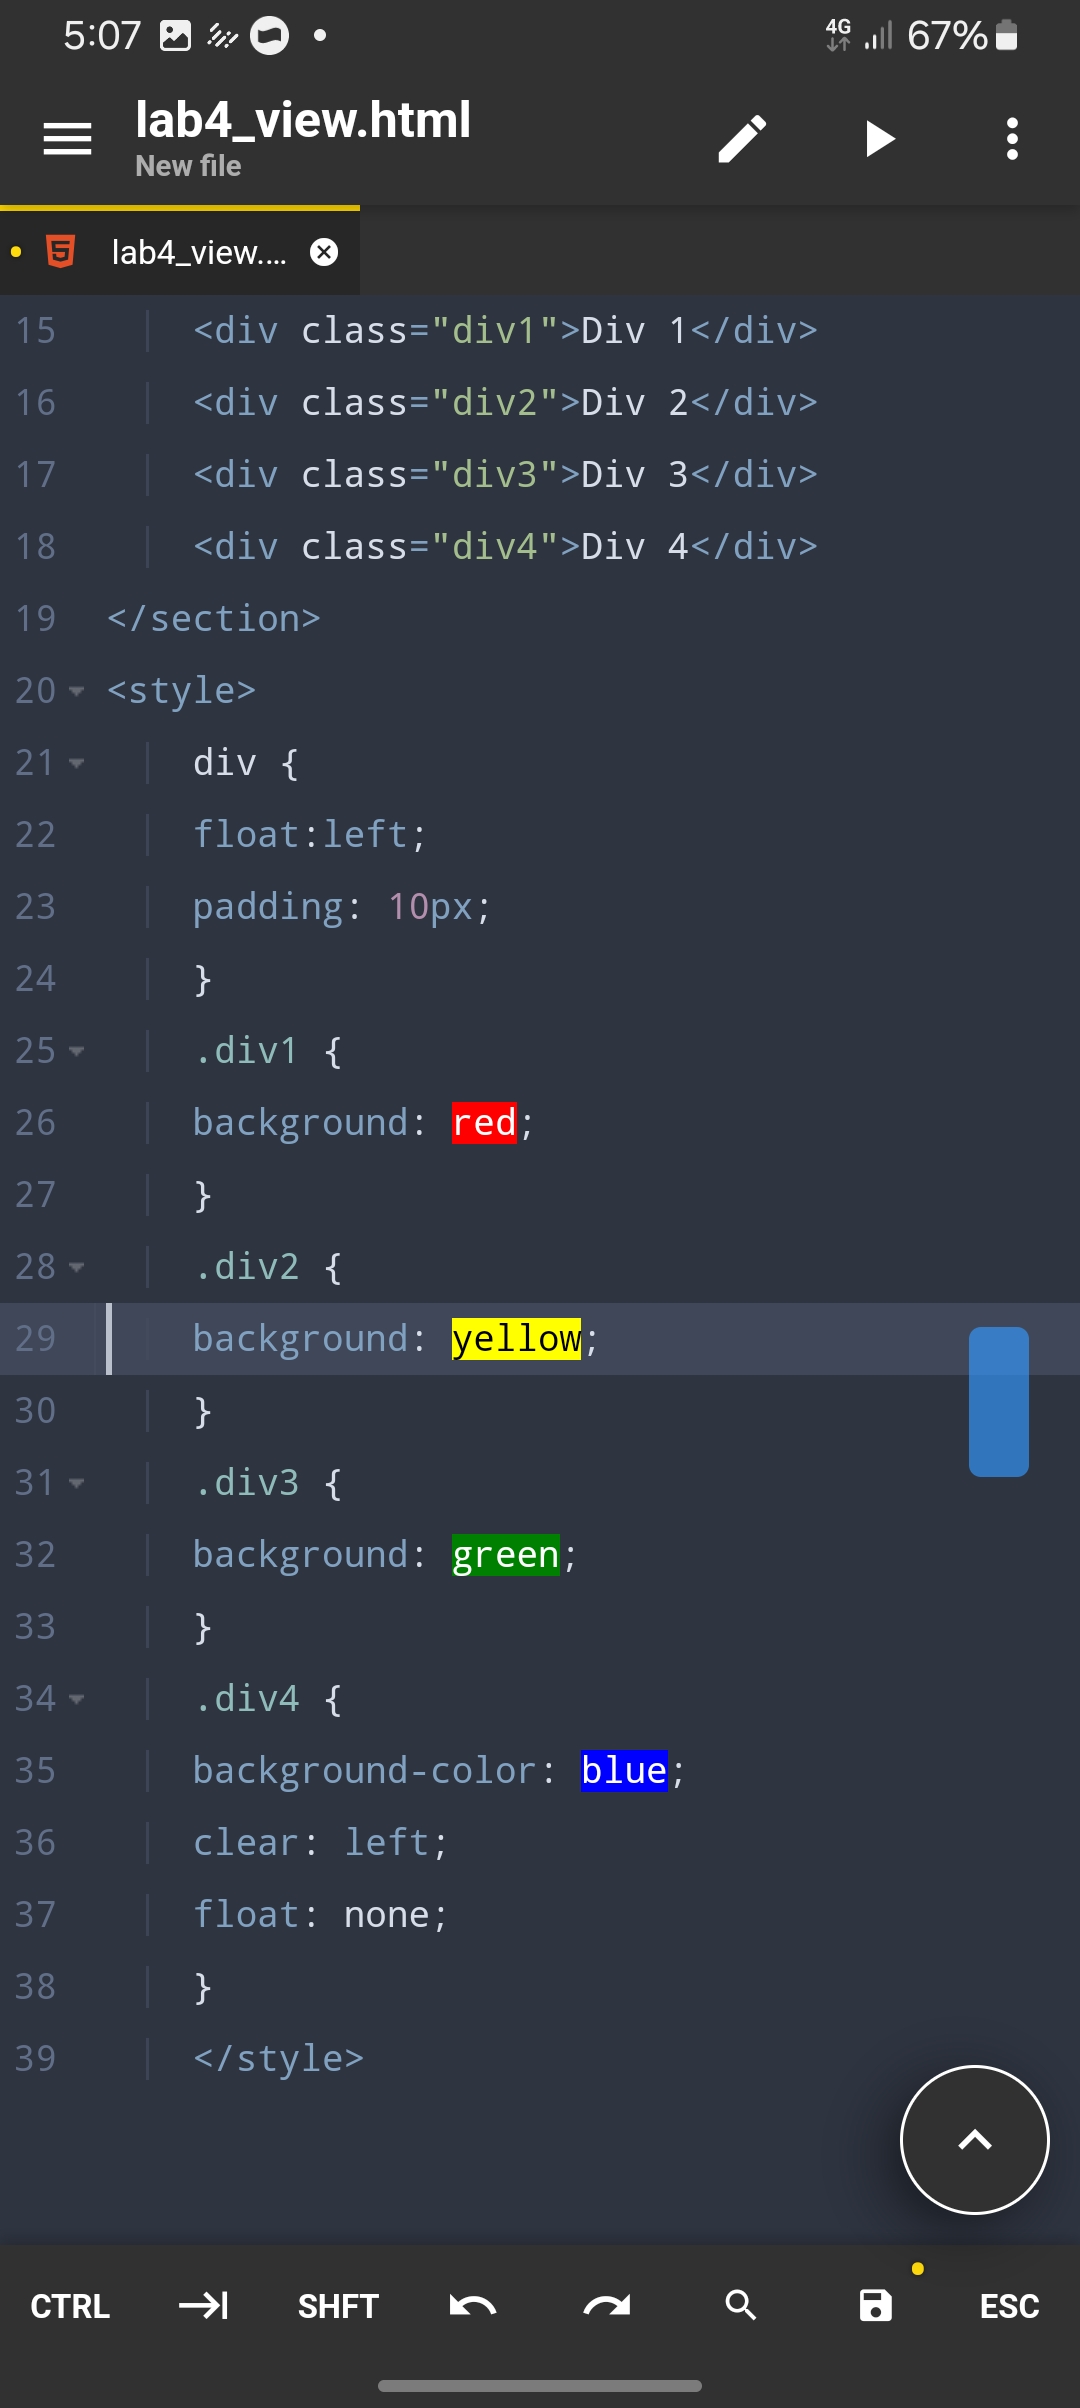 5:07 4G 67%
lab4_view.html
New file
lab4_view.…
15 <div class="div1">Div 1</div>
16 <div class="div2">Div 2</div>
17 <div class="div3">Div 3</div>
18 <div class="div4">Div 4</div>
19 </section>
20 <style>
21 div {
22 float:left;
23 padding: 10px;
24 }
25 .div1 {
26 background: red;
27 }
28 .div2 {
29 background: yellow;
30 }
31 .div3 {
32 background: green;
33 }
34 .div4 {
35 background-color: blue;
36 clear: left;
37 float: none;
38 }
39 </style>
CTRL SHFT ESC